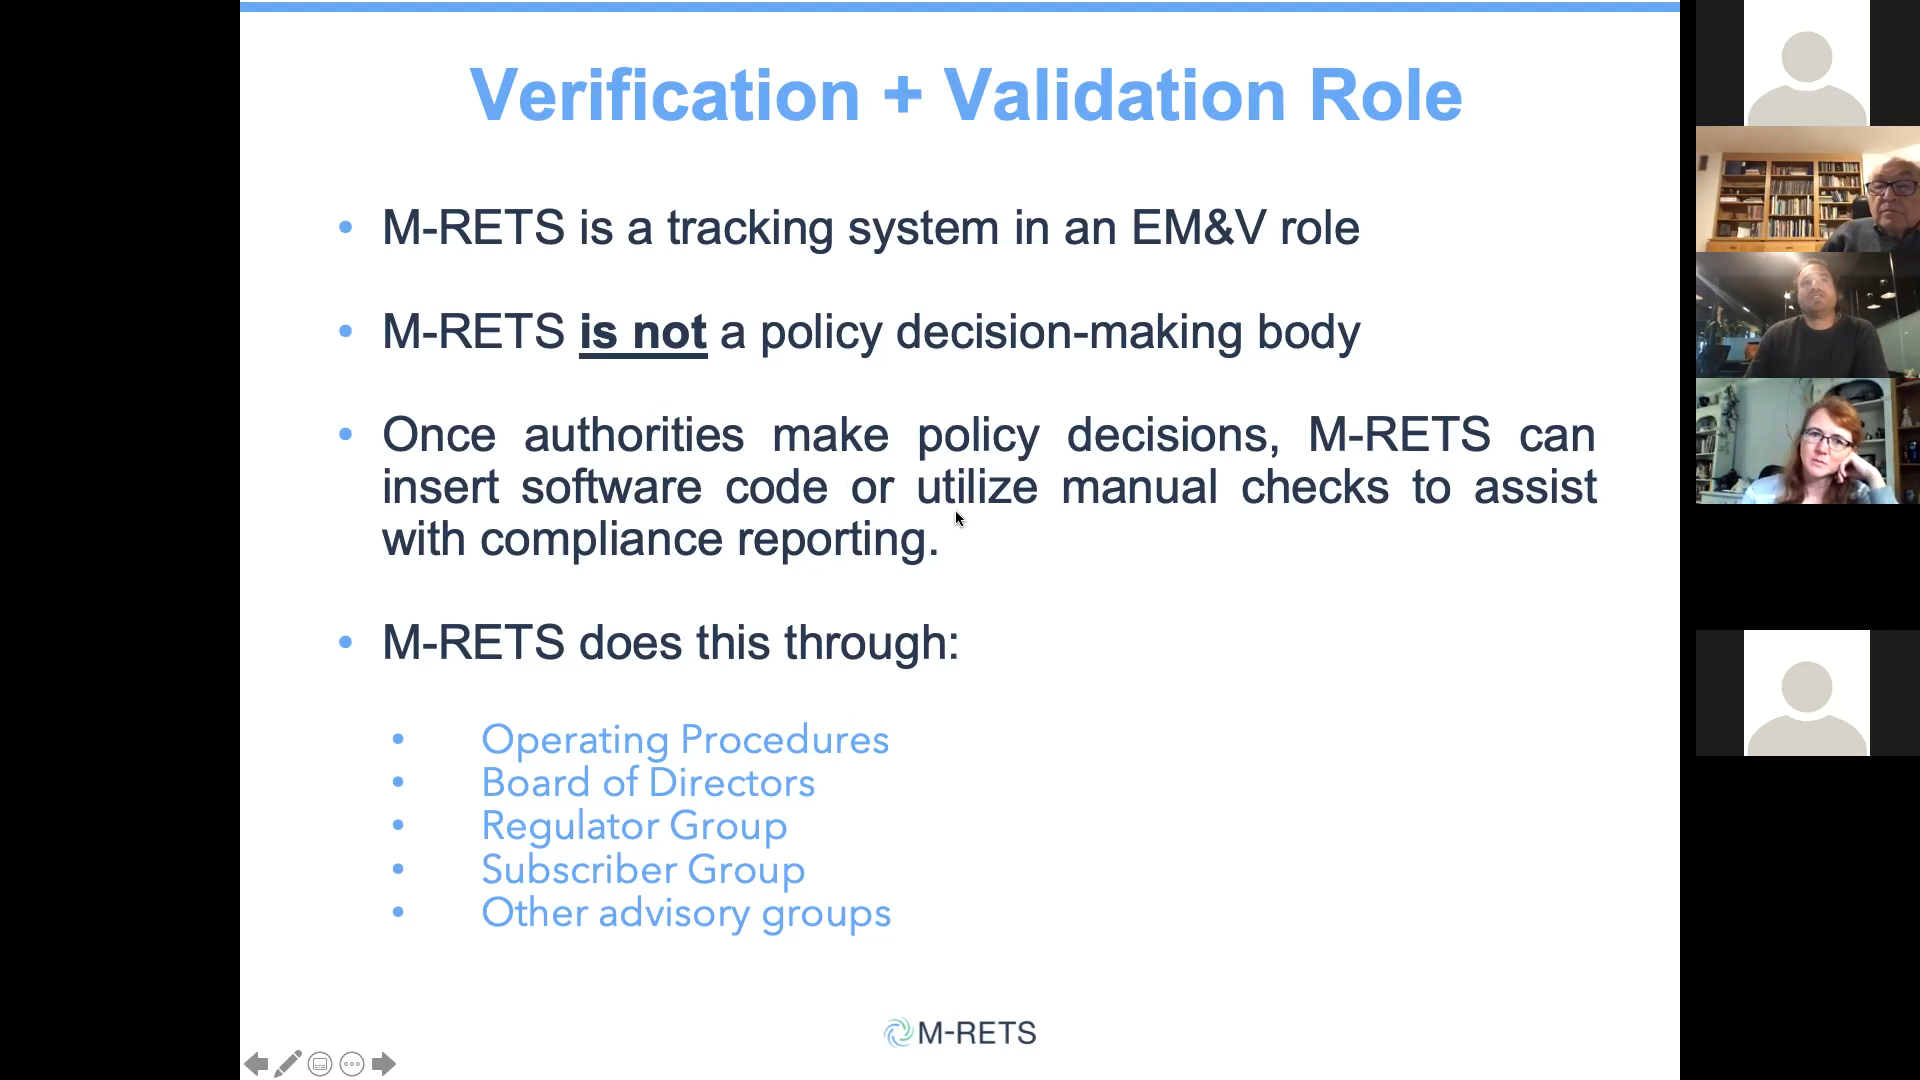 Verification + Validation Role
• M-RETS is a tracking system in an EM&V role
• M-RETS is not a policy decision-making body
• Once authorities make policy decisions, M-RETS can
insert software code or utilize manual checks to assist
with compliance reporting.
• M-RETS does this through:
• Operating Procedures
• Board of Directors
• Regulator Group
• Subscriber Group
• Other advisory groups
M-RETS